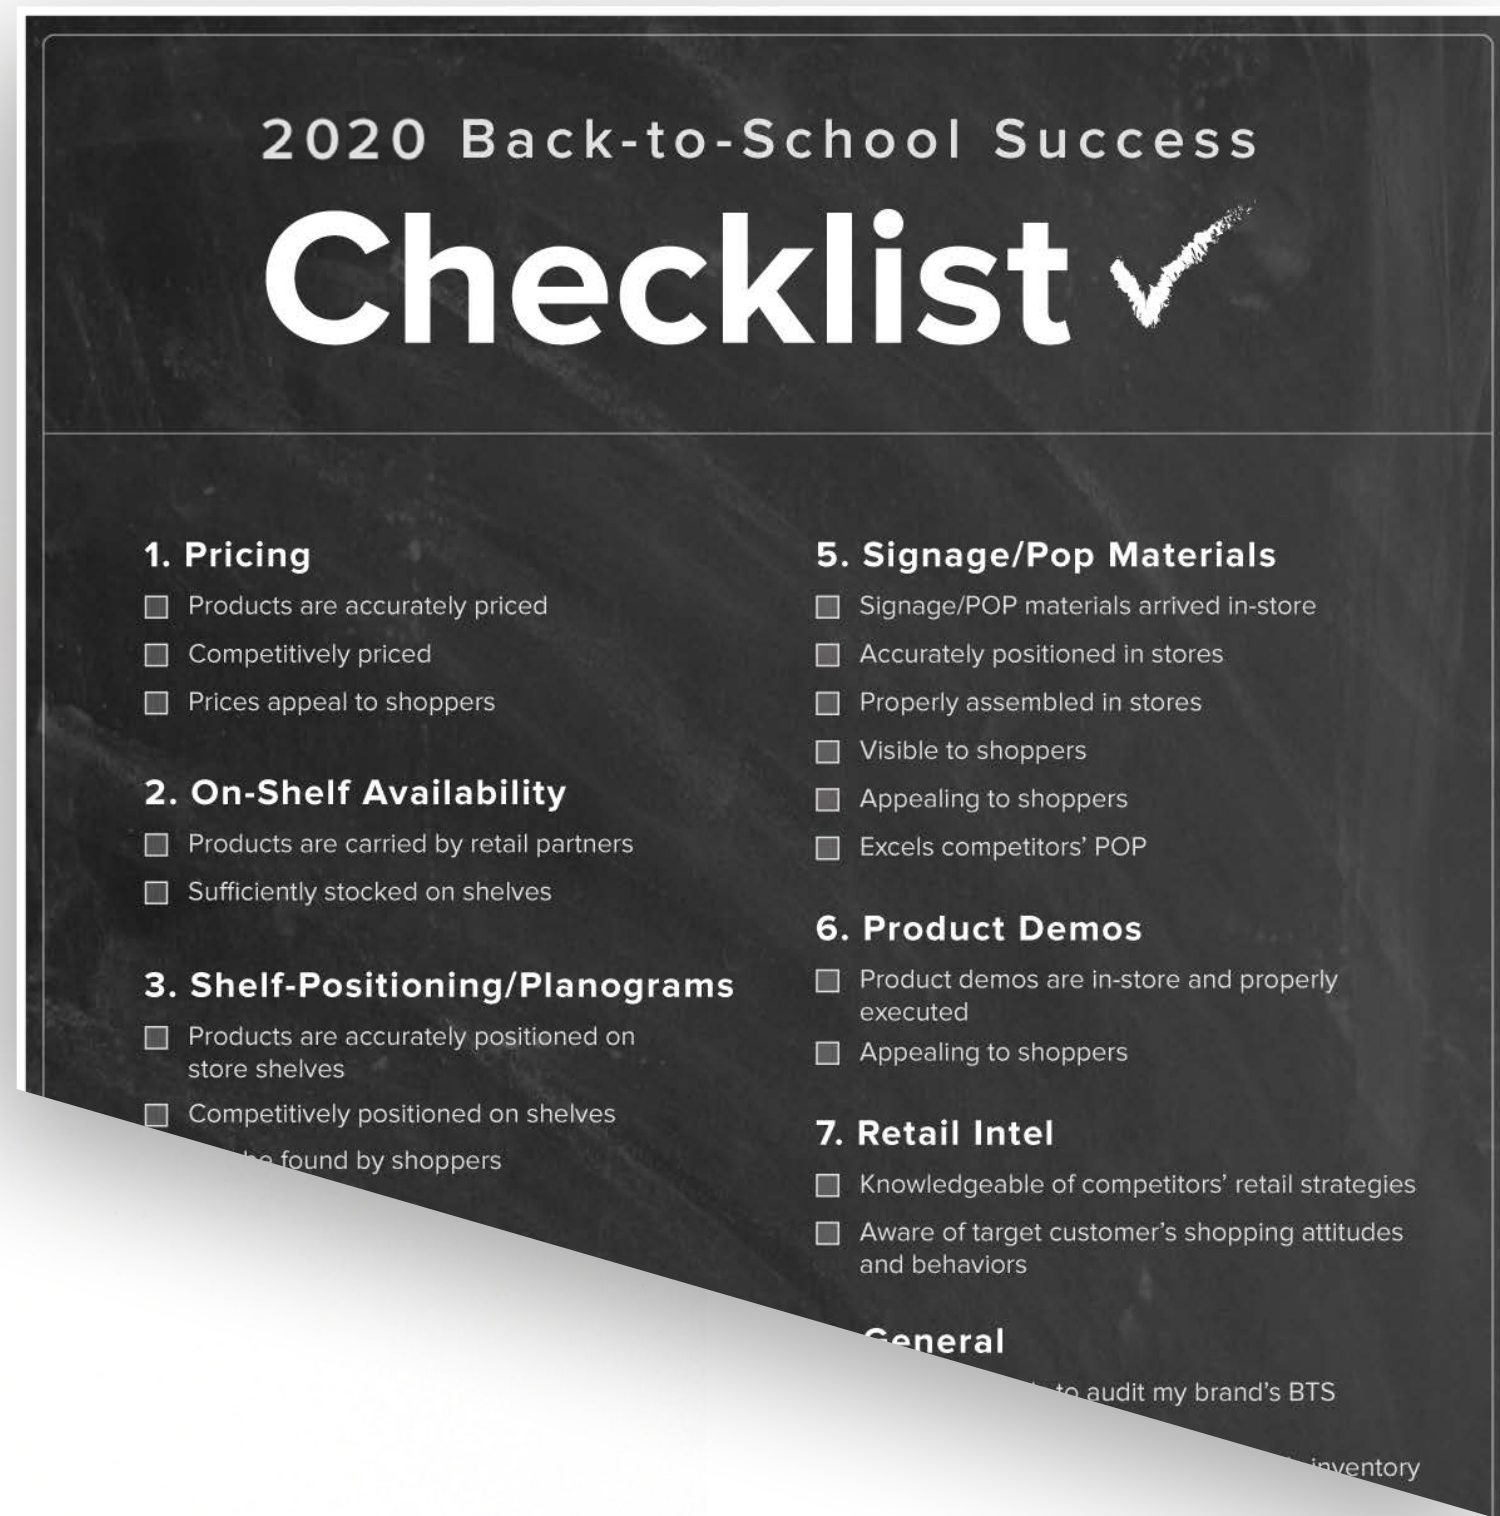 2020 Back-to-School Success
Checklist
1. Pricing
Products are accurately priced
Competitively priced
Prices appeal to shoppers
2. On-Shelf Availability
Products are carried by retail partners
Sufficiently stocked on shelves
3. Shelf-Positioning/Planograms
Products are accurately positioned on
store shelves
Competitively positioned on shelves
found by shoppers
5. Signage/Pop Materials
Signage/POP materials arrived in-store
Accurately positioned in stores
Properly assembled in stores
Visible to shoppers
Appealing to shoppers
Excels competitors’ POP
6. Product Demos
Product demos are in-store and properly
executed
Appealing to shoppers
7. Retail Intel
Knowledgeable of competitors’ retail strategies
Aware of target customer’s shopping attitudes
and behaviors
General
to audit my brand’s BTS
inventory